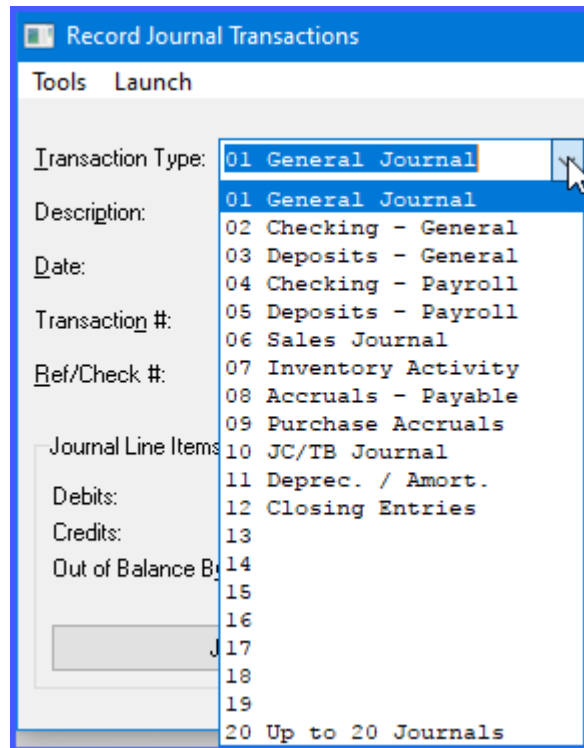 Record Journal Transactions
Tools Launch
Transaction Type: 01 General Journal
01 General Journal
Description:
02 Checking - General
03 Deposits - General
Date:
04 Checking - Payroll
05 Deposits - Payroll
Transaction #:
06 Sales Journal
07 Inventory Activity
Ref/Check #:
08 Accruals - Payable
09 Purchase Accruals
Journal Line Items
10 JC/TB Journal
11 Deprec. / Amort.
Debits:
12 Closing Entries
Credits:
13
Out of Balance
14
15
16
17
18
19
20 Up to 20 Journals